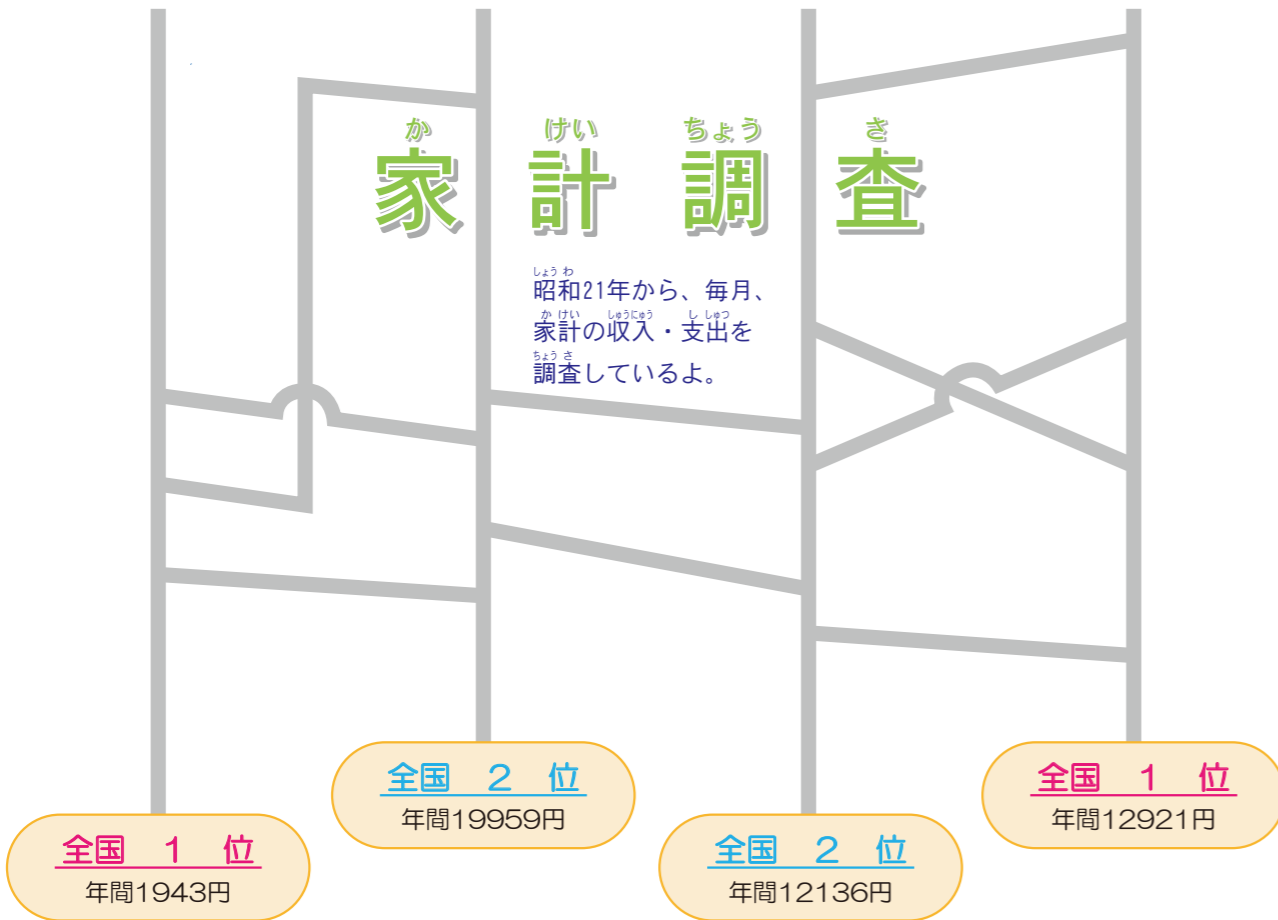 か けい ちょう さ
家 計 調 査
しょう わ
昭和21年から、毎月、
か けい しゅうにゅう し しゅつ
家計の収入・支出を
ちょう さ
調査しているよ。
全国 2 位
年間19959円
全国 1 位
年間12921円
全国 1 位
年間1943円
全国 2 位
年間12136円